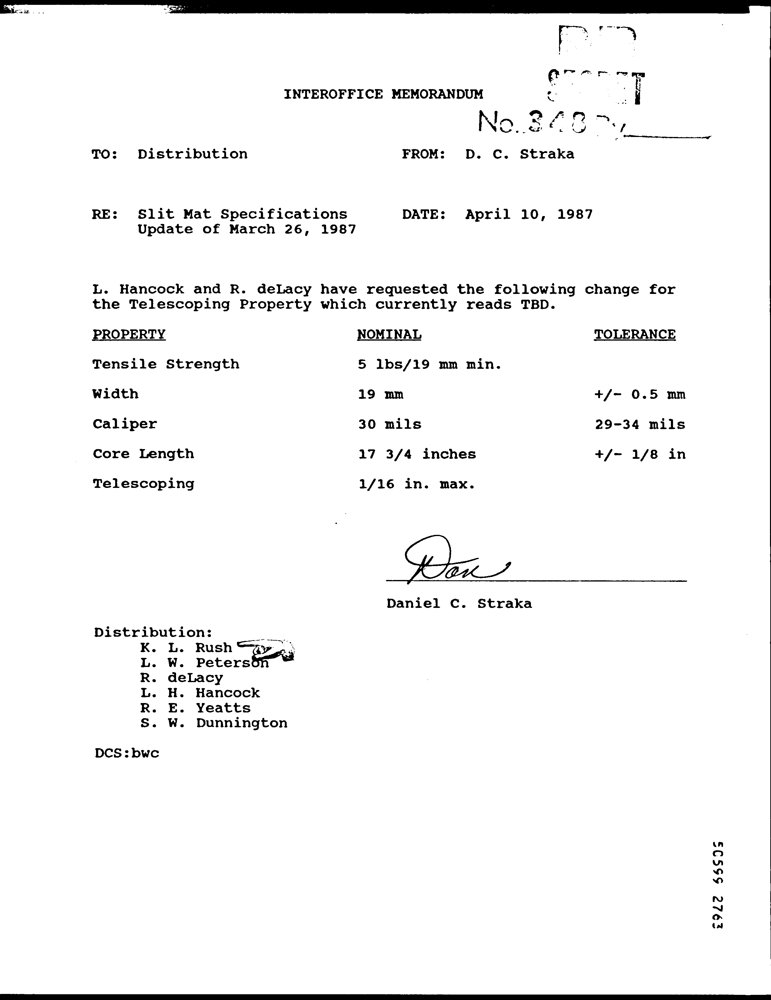 INTEROFFICE MEMORANDUM
TO: Distribution FROM: D. C. Straka
RE: Slit Mat Specifications DATE: April 10, 1987
Update of March 26, 1987
L. Hancock and R. deLacy have requested the following change for
the Telescoping Property which currently reads TBD.
PROPERTY NOMINAL TOLERANCE
Tensile Strength 5 lbs/19 mm min.
Width 19 mm +/- 0.5 mm
Caliper 30 mils 29-34 mils
Core Length 17 3/4 inches +/- 1/8 in
Telescoping 1/16 in. max.
Don
Daniel C. Straka
Distribution:
K. L. Rush
L. W. Peterson
R. deLacy
L. H. Hancock
R. E. Yeatts
S. W. Dunnington
DCS:bwc
50599 2763